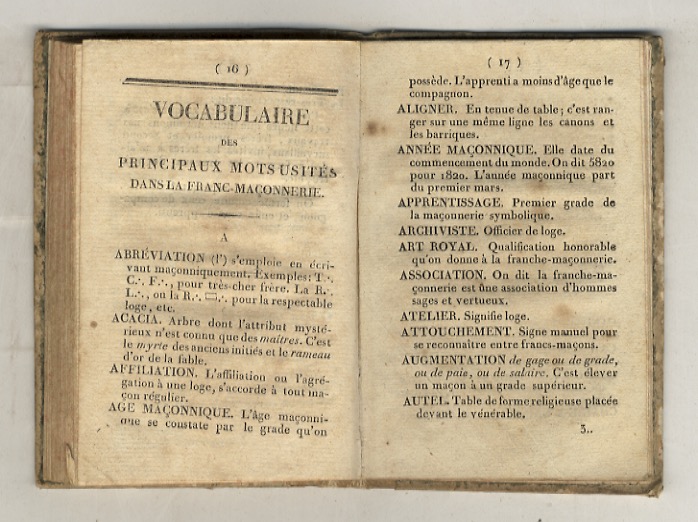 ( 16 )
VOCABULAIRE
DES
PRINCIPAUX MOTS USITÉS
DANS LA FRANC-MAÇONNERIE.
A
ABRÉVIATION (l') s'emploie en écri-
vant maçonniquement. Exemples: T∴
C∴ F∴, pour très-cher frère. La R∴
L∴, ou la R∴ ▭∴ pour la respectable
loge, etc.
ACACIA. Arbre dont l'attribut mysté-
rieux n'est connu que des maîtres. C'est
le myrte des anciens initiés et le rameau
d'or de la fable.
AFFILIATION. L'affiliation ou l'agré-
gation à une loge, s'accorde à tout ma-
çon régulier.
AGE MAÇONNIQUE. L'âge maçonni-
que se constate par le grade qu'on
( 17 )
possède. L'apprenti a moins d'âge que le
compagnon.
ALIGNER. En tenue de table; c'est ran-
ger sur une même ligne les canons et
les barriques.
ANNÉE MAÇONNIQUE. Elle date du
commencement du monde. On dit 5820
pour 1820. L'année maçonnique part
du premier mars.
APPRENTISSAGE. Premier grade de
la maçonnerie symbolique.
ARCHIVISTE. Officier de loge.
ART ROYAL. Qualification honorable
qu'on donne à la franche-maçonnerie.
ASSOCIATION. On dit la franche-ma-
çonnerie est une association d'hommes
sages et vertueux.
ATELIER. Signifie loge.
ATTOUCHEMENT. Signe manuel pour
se reconnaître entre francs-maçons.
AUGMENTATION de gage ou de grade,
ou de paie, ou de salaire. C'est élever
un maçon à un grade supérieur.
AUTEL. Table de forme religieuse placée
devant le vénérable.
3..